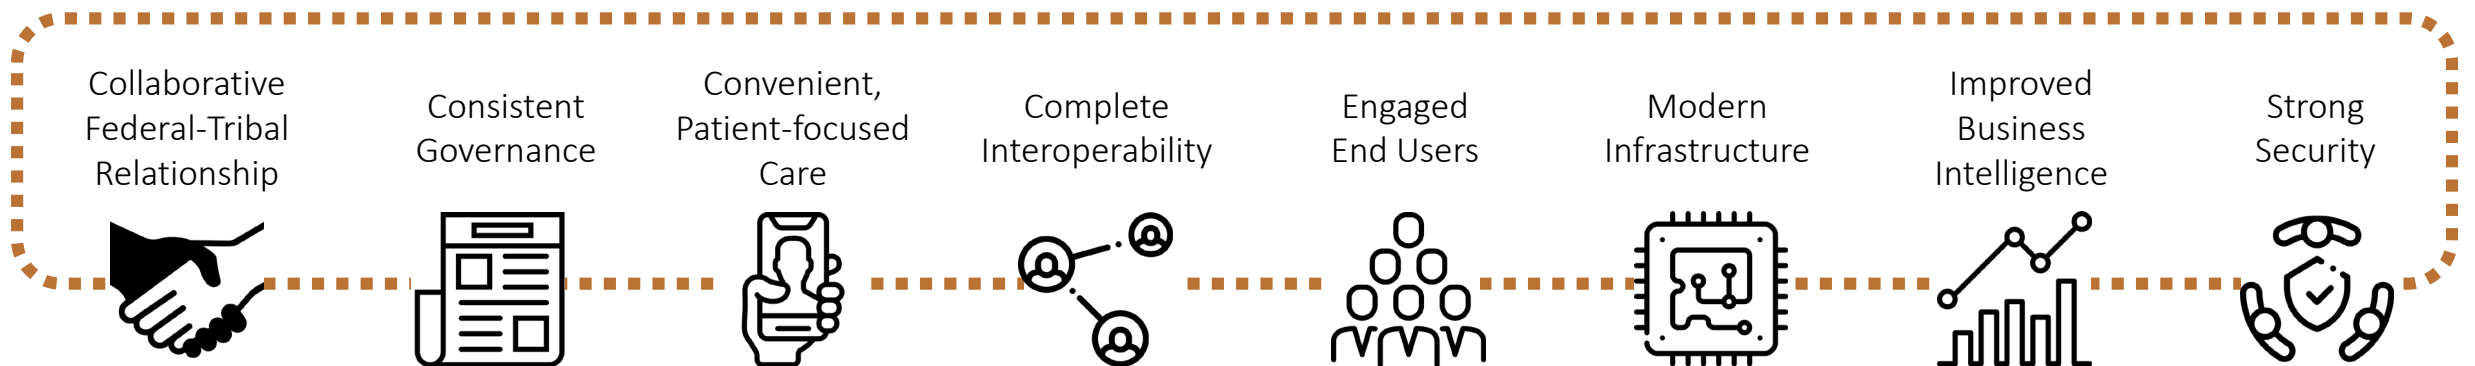 Collaborative
Federal-Tribal
Relationship
Consistent
Governance
Convenient,
Patient-focused
Care
Complete
Interoperability
Engaged
End Users
Modern
Infrastructure
Improved
Business
Intelligence
Strong
Security